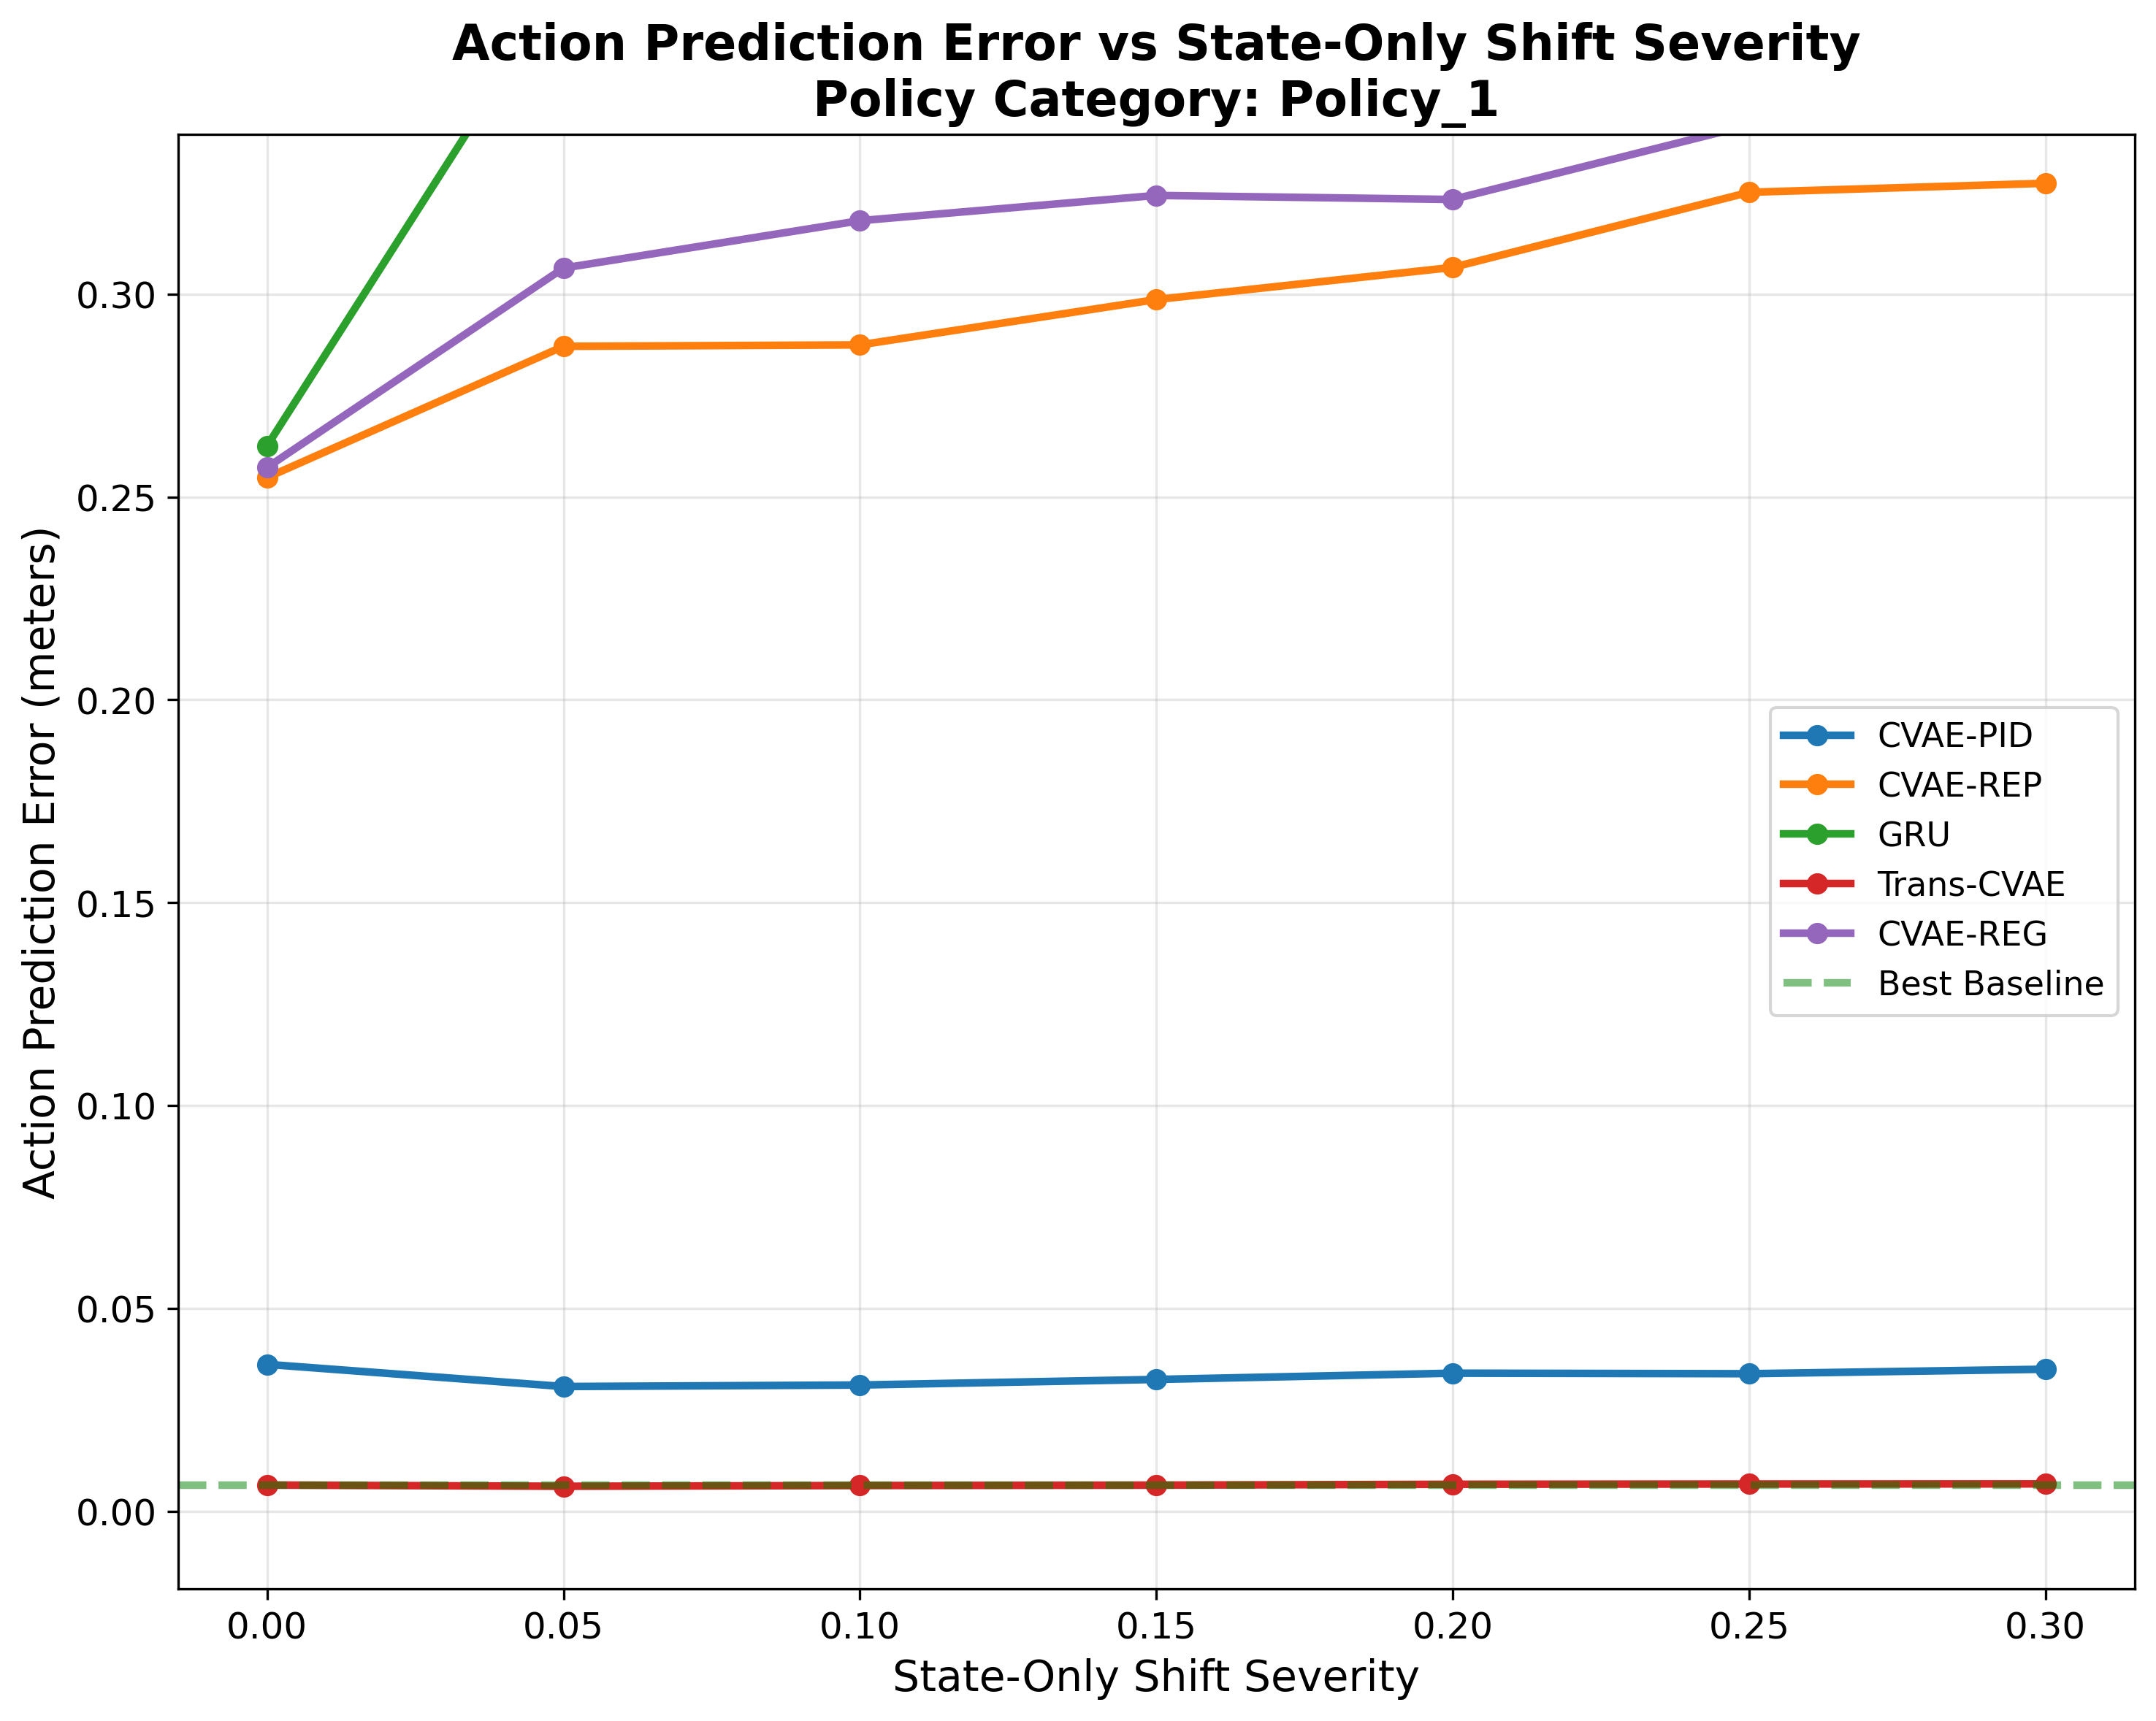 Action Prediction Error vs State-Only Shift Severity
Policy Category: Policy_1
Action Prediction Error (meters)
0.30
0.25
0.20
0.15
0.10
0.05
0.00
CVAE-PID
CVAE-REP
GRU
Trans-CVAE
CVAE-REG
Best Baseline
0.00 0.05 0.10 0.15 0.20 0.25 0.30
State-Only Shift Severity